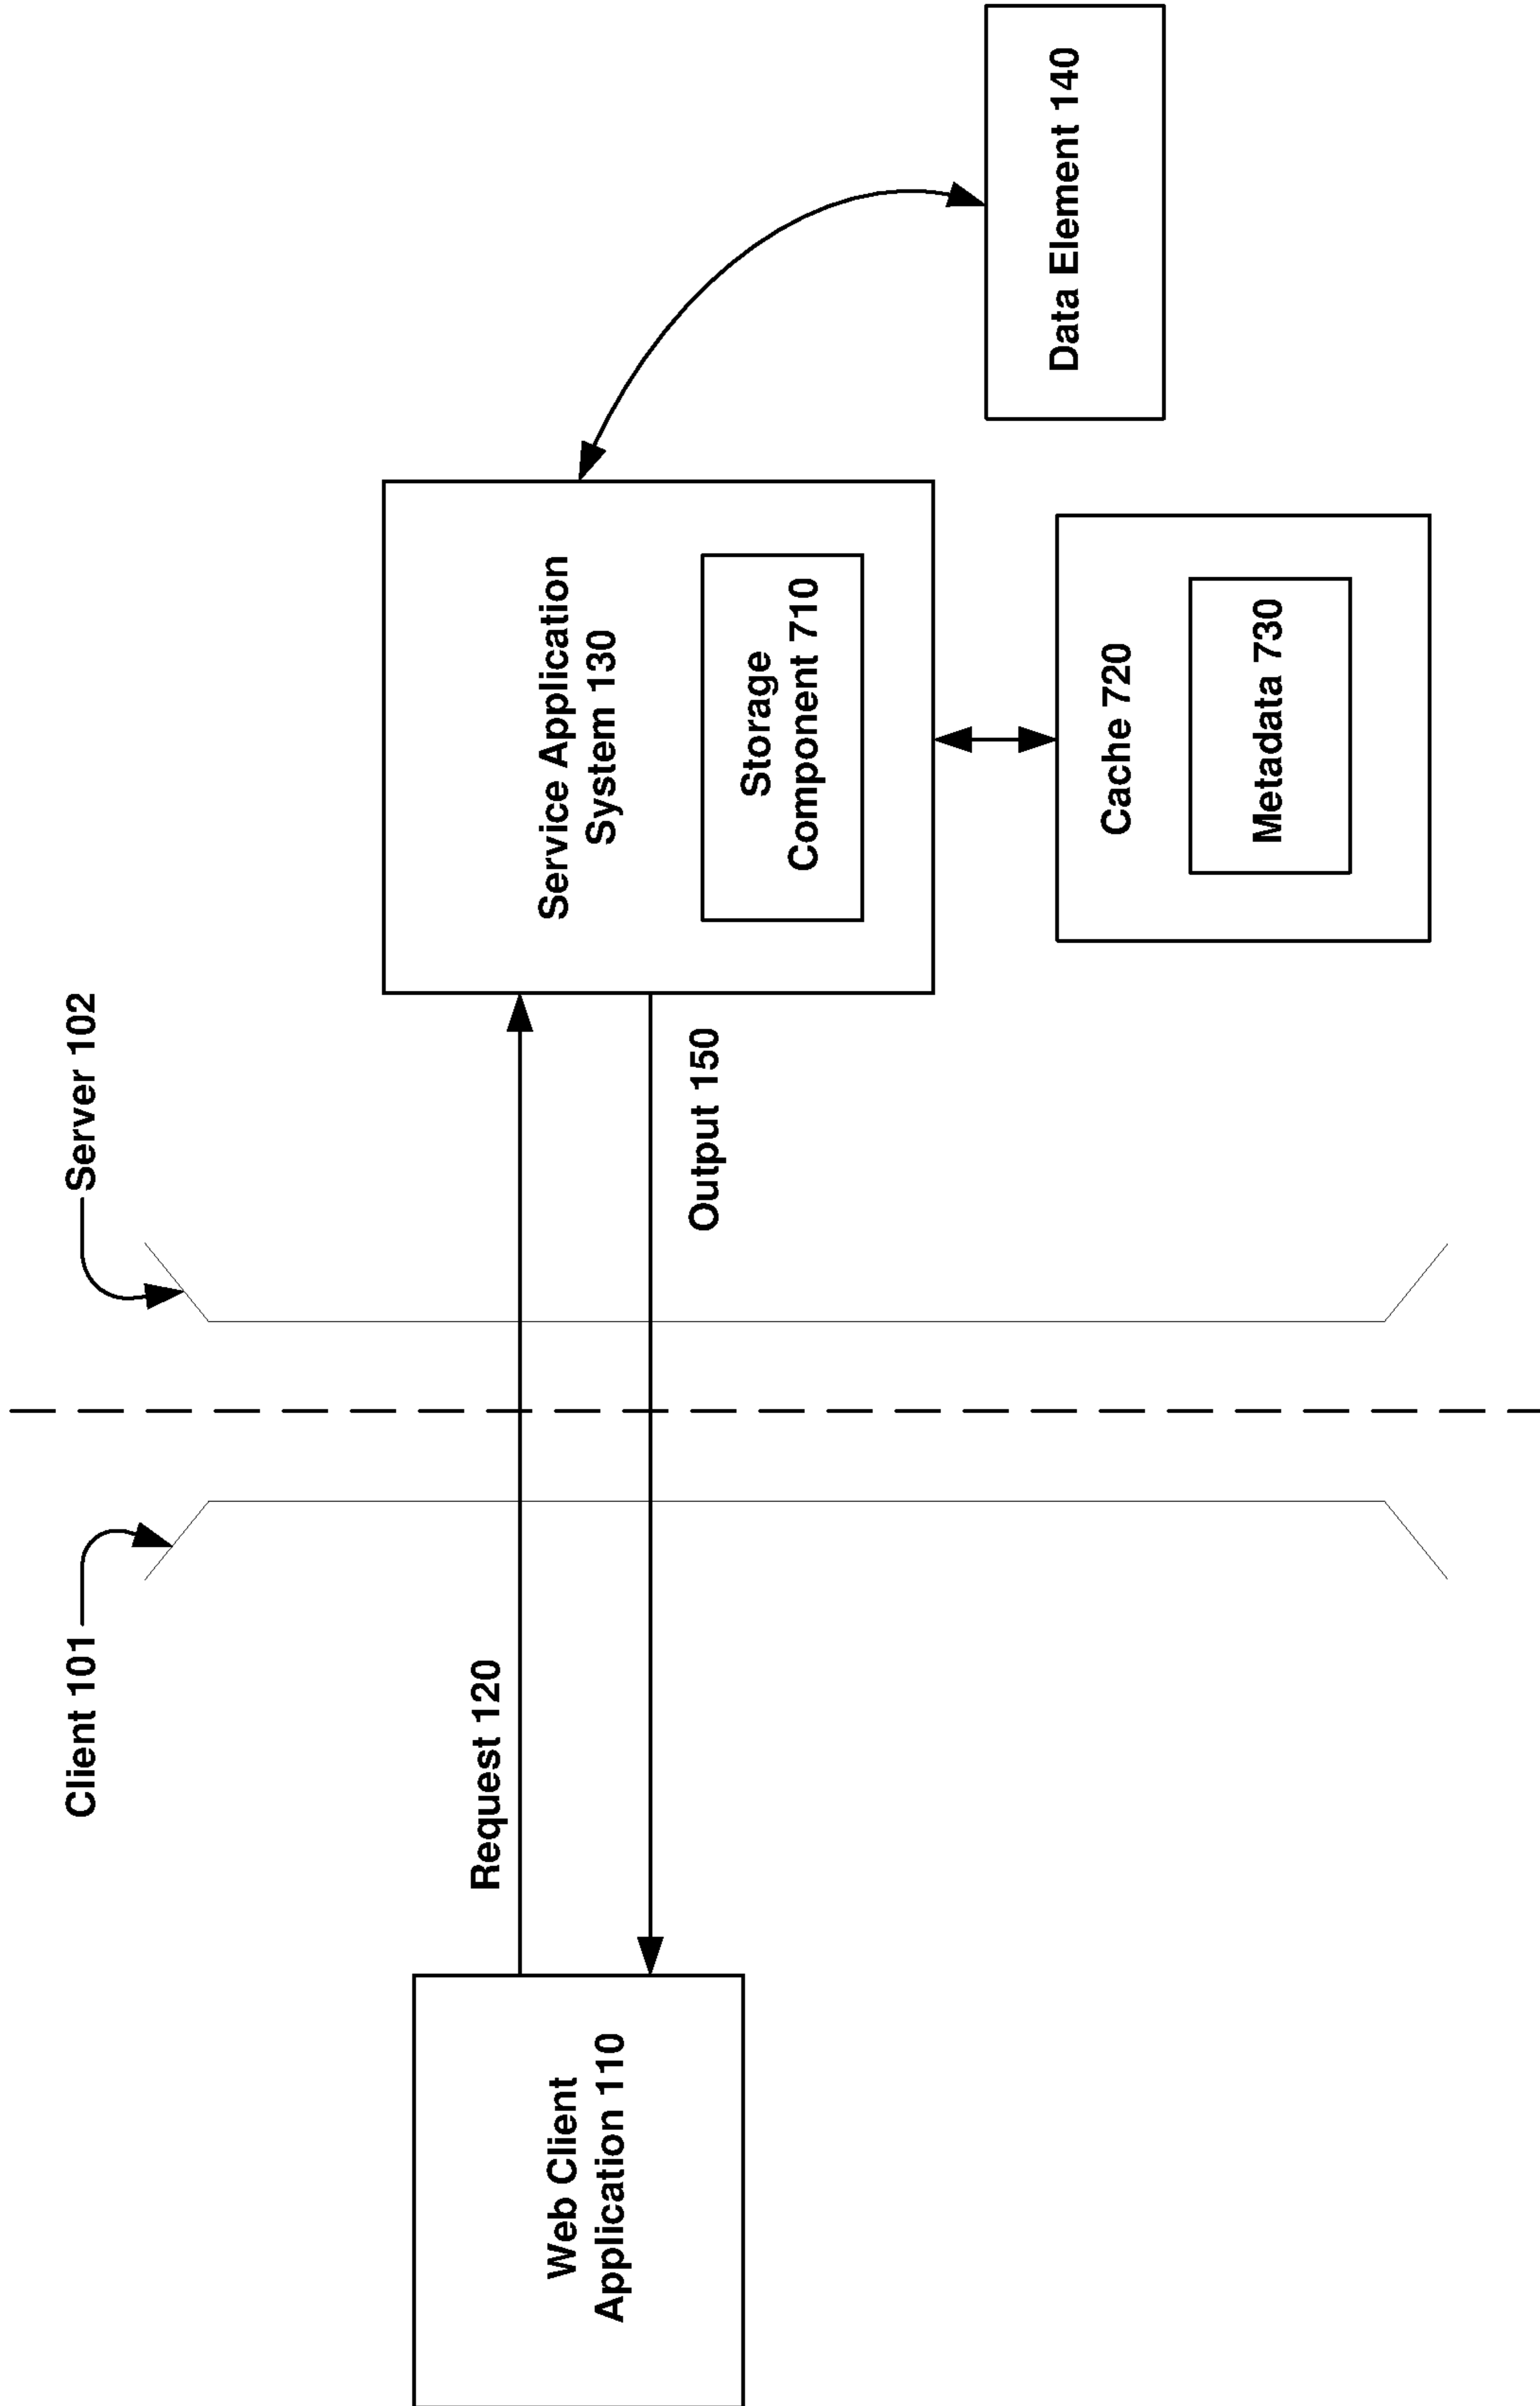 Client 101
Server 102
Request 120
Web Client
Application 110
Output 150
Service Application
System 130
Storage
Component 710
Cache 720
Metadata 730
Data Element 140